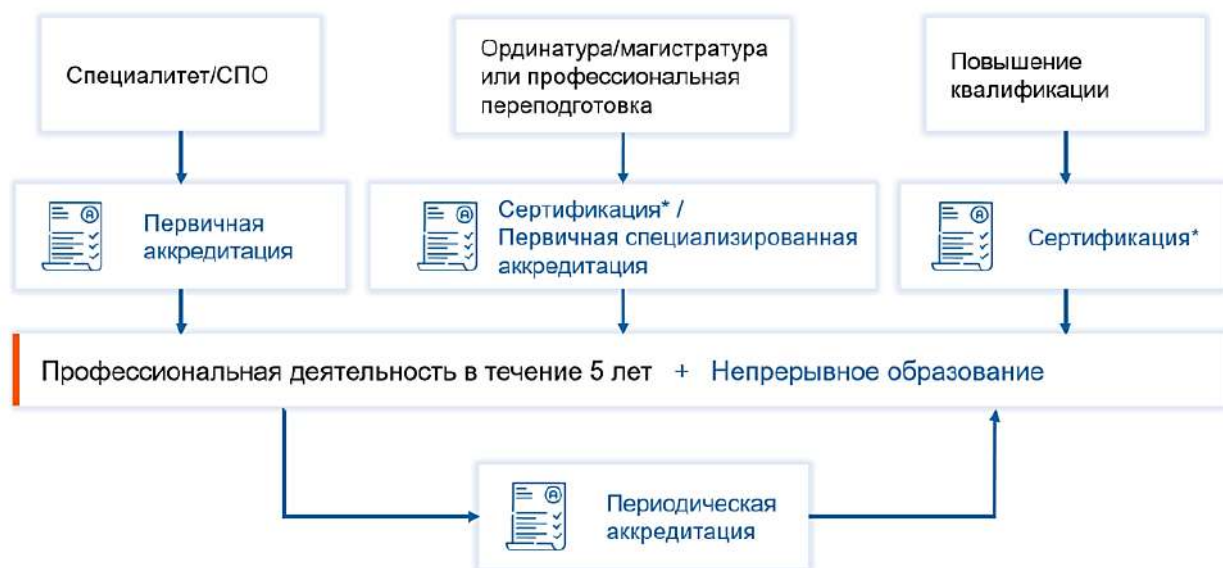 Специалитет/СПО
Ординатура/магистратура
или профессиональная
переподготовка
Повышение
квалификации
Первичная
аккредитация
Сертификация* /
Первичная специализированная
аккредитация
Сертификация*
Профессиональная деятельность в течение 5 лет + Непрерывное образование
Периодическая
аккредитация